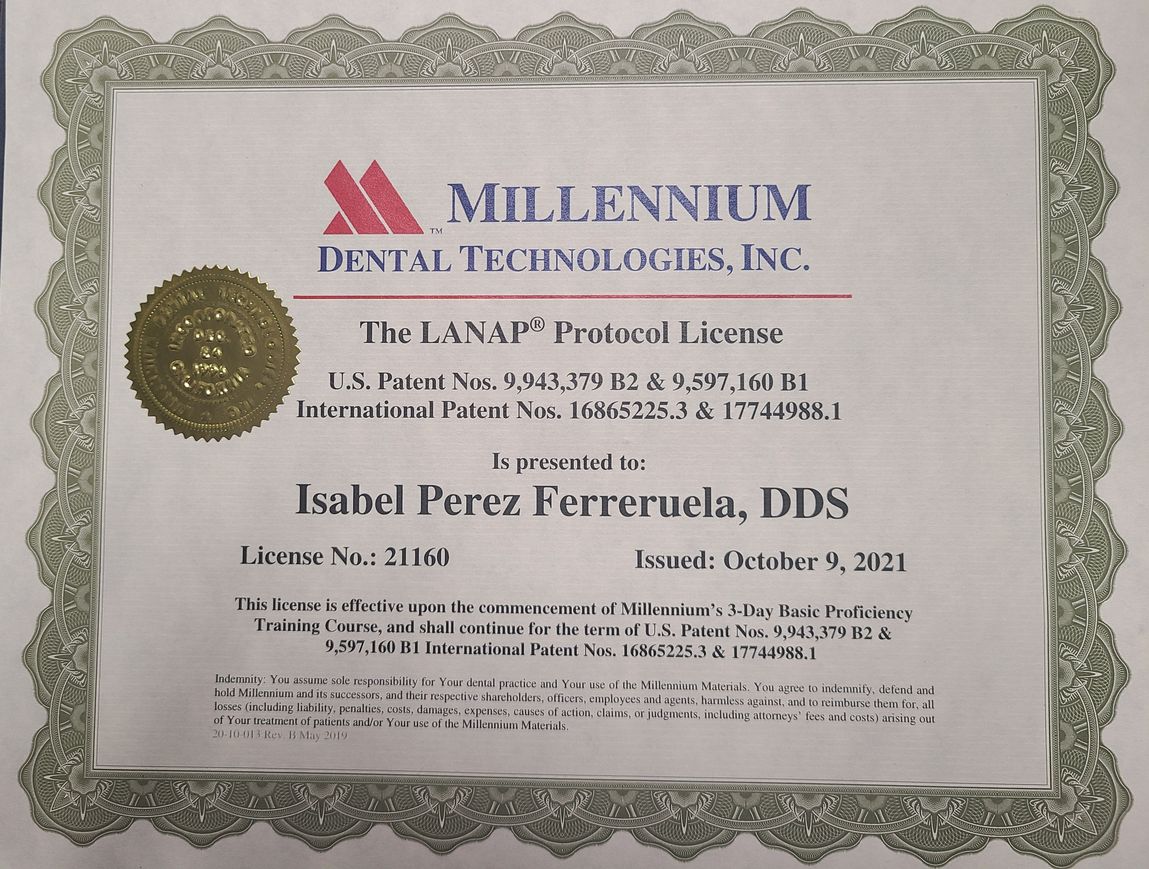 MILLENNIUM
TM
DENTAL TECHNOLOGIES, INC.
The LANAP® Protocol License
U.S. Patent Nos. 9,943,379 B2 & 9,597,160 B1
International Patent Nos. 16865225.3 & 17744988.1
INCORPORATED
CALIFORNIA
Is presented to:
Isabel Perez Ferreruela, DDS
License No.: 21160 Issued: October 9, 2021
This license is effective upon the commencement of Millennium's 3-Day Basic Proficiency
Training Course, and shall continue for the term of U.S. Patent Nos. 9,943,379 B2 &
9,597,160 B1 International Patent Nos. 16865225.3 & 17744988.1
Indemnity: You assume sole responsibility for Your dental practice and Your use of the Millennium Materials. You agree to indemnify, defend and
hold Millennium and its successors, and their respective shareholders, officers, employees and agents, harmless against, and to reimburse them for, all
losses (including liability, penalties, costs, damages, expenses, causes of action, claims, or judgments, including attorneys' fees and costs) arising out
of Your treatment of patients and/or Your use of the Millennium Materials.
20-10-013 Rev. B May 2019